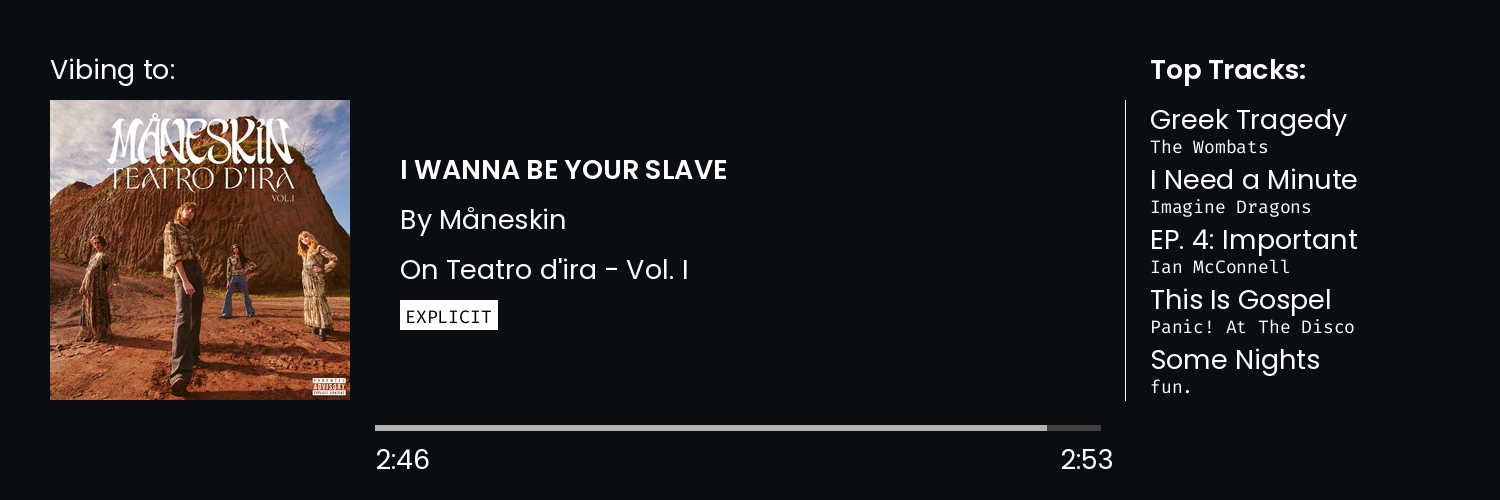 Vibing to:
MÅNESKIN
TEATRO D'IRA
VOL.I
PARENTAL
ADVISORY
EXPLICIT CONTENT
I WANNA BE YOUR SLAVE
By Måneskin
On Teatro d'ira - Vol. I
EXPLICIT
2:46
2:53
Top Tracks:
Greek Tragedy
The Wombats
I Need a Minute
Imagine Dragons
EP. 4: Important
Ian McConnell
This Is Gospel
Panic! At The Disco
Some Nights
fun.